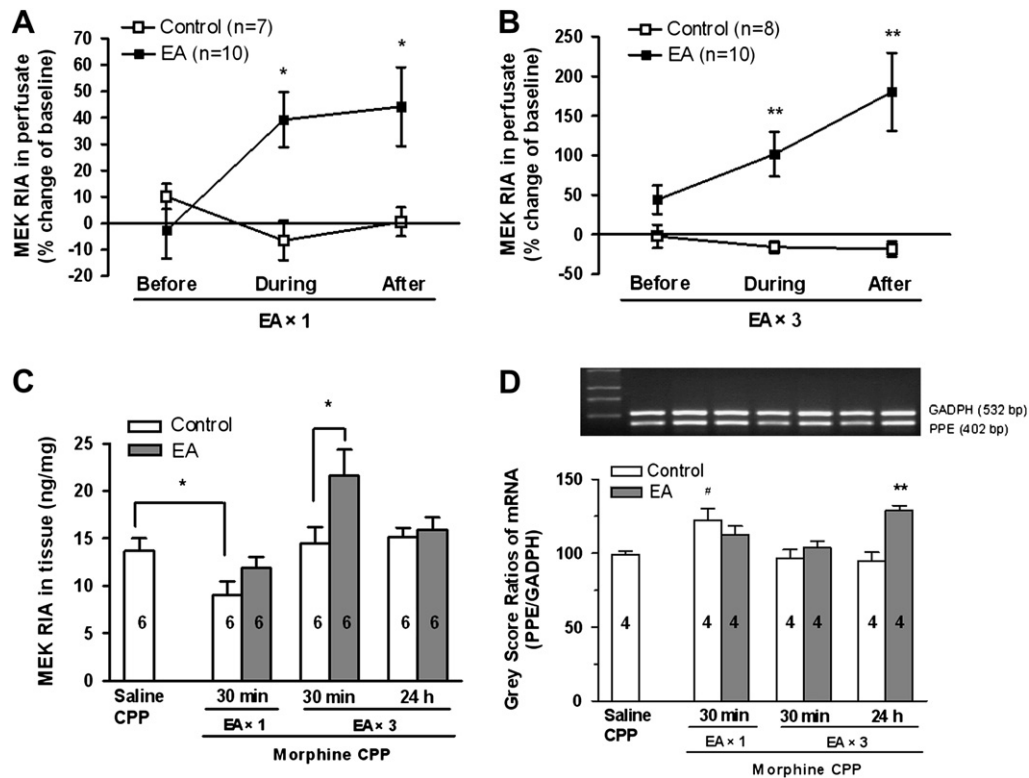 A
Control (n=7)
EA (n=10)
MEK RIA in perfusate
(% change of baseline)
70
60
50
40
30
20
10
0
-10
-20
*
*
Before During After
EA × 1
B
Control (n=8)
EA (n=10)
MEK RIA in perfusate
(% change of baseline)
250
200
150
100
50
0
-50
**
**
Before During After
EA × 3
C
Control
EA
MEK RIA in tissue (ng/mg)
25
20
15
10
5
0
*
*
6 6 6 6 6 6 6
Saline
CPP
30 min 30 min 24 h
EA × 1 EA × 3
Morphine CPP
D
GADPH (532 bp)
PPE (402 bp)
Control
EA
Grey Score Ratios of mRNA
(PPE/GADPH)
150
100
50
0
#
**
4 4 4 4 4 4 4
Saline
CPP
30 min 30 min 24 h
EA × 1 EA × 3
Morphine CPP